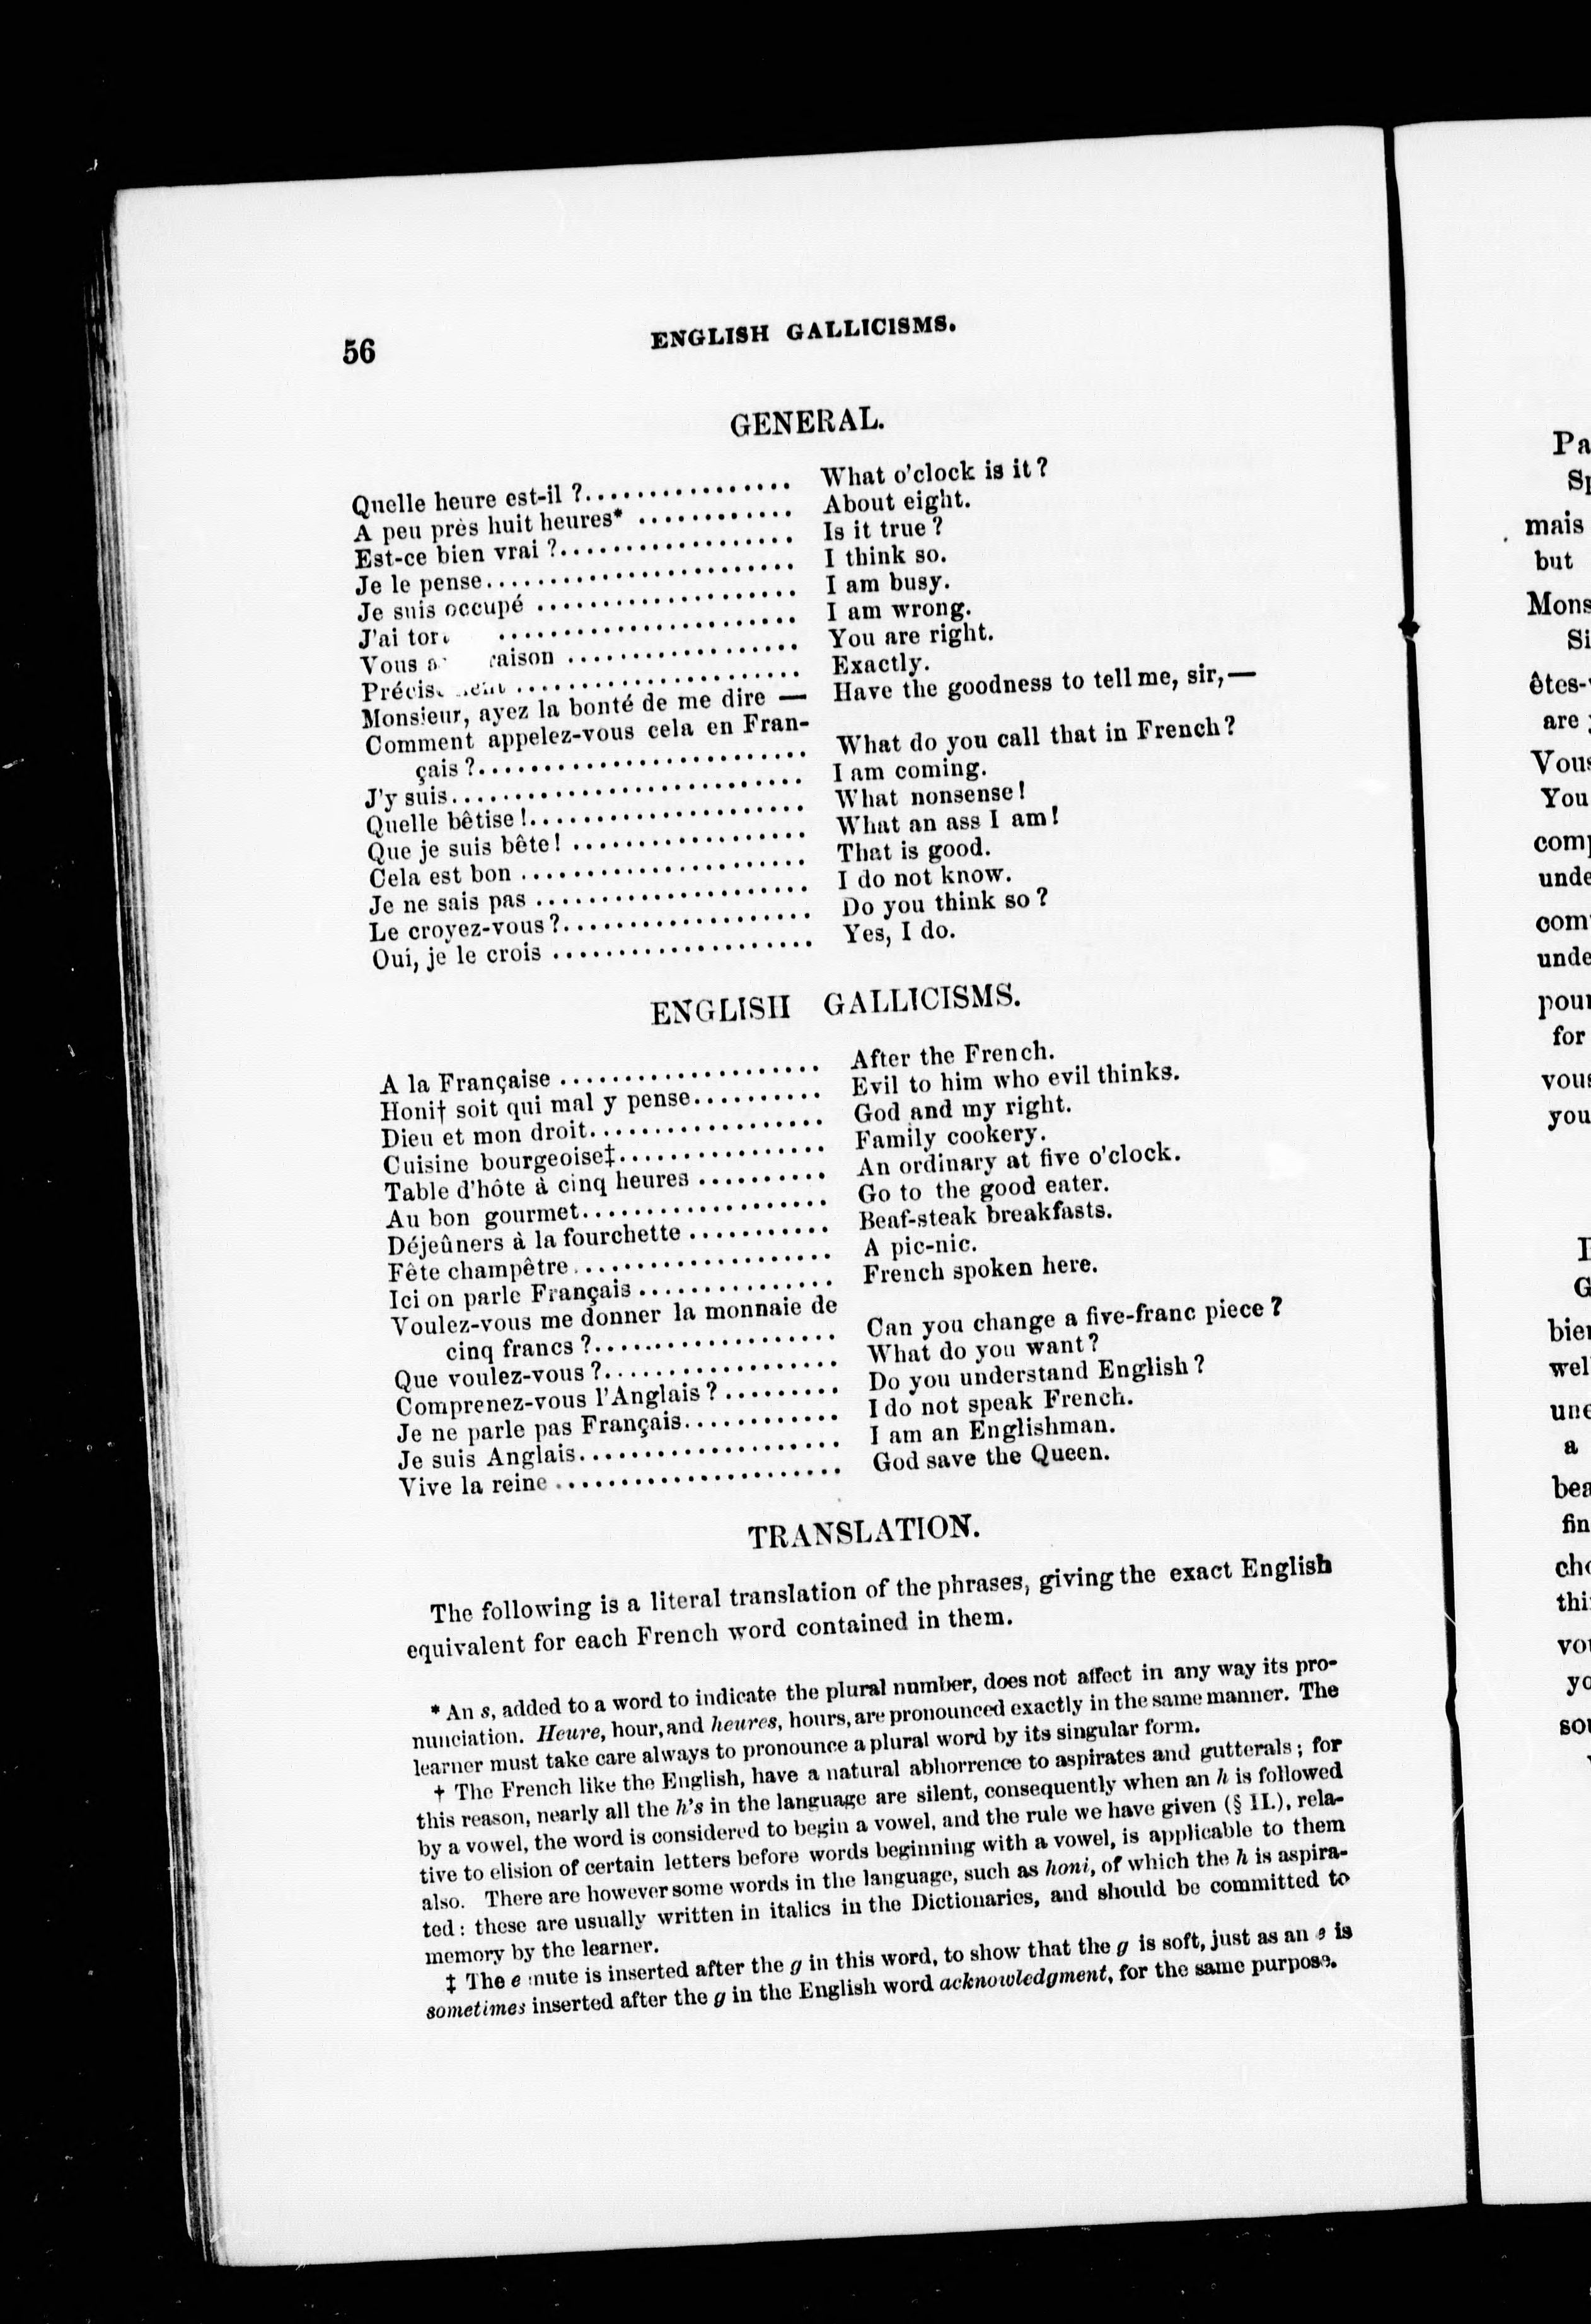 56 ENGLISH GALLICISMS.
GENERAL.
Quelle heure est-il ?................ What o'clock is it ?
A peu près huit heures* ............ About eight.
Est-ce bien vrai ?.................. Is it true ?
Je le pense........................ I think so.
Je suis occupé .................... I am busy.
J'ai ....................... I am wrong.
Vous raison .................. You are right.
...................... Exactly.
Monsieur, ayez la bonté de me dire — Have the goodness to tell me, sir,—
Comment appelez-vous cela en Fran-
çais ?......................... What do you call that in French ?
J'y suis........................... I am coming.
Quelle bêtise !..................... What nonsense !
Que je suis bête ! .................. What an ass I am !
Cela est bon ...................... That is good.
Je ne sais pas ..................... I do not know.
Le croyez-vous ?................... Do you think so ?
Oui, je le crois .................... Yes, I do.
ENGLISH GALLICISMS.
A la Française .................... After the French.
Honi† soit qui mal y pense.......... Evil to him who evil thinks.
Dieu et mon droit.................. God and my right.
Cuisine bourgeoise‡................ Family cookery.
Table d'hôte à cinq heures .......... An ordinary at five o'clock.
Au bon gourmet................... Go to the good eater.
Déjeûners à la fourchette ........... Beaf-steak breakfasts.
Fête champêtre.................... A pic-nic.
Ici on parle Français ............... French spoken here.
Voulez-vous me donner la monnaie de
cinq francs ?................... Can you change a five-franc piece ?
Que voulez-vous ?.................. What do you want ?
Comprenez-vous l'Anglais ? ......... Do you understand English ?
Je ne parle pas Français............ I do not speak French.
Je suis Anglais.................... I am an Englishman.
Vive la reine ...................... God save the Queen.
TRANSLATION.
The following is a literal translation of the phrases, giving the exact English
equivalent for each French word contained in them.
* An s, added to a word to indicate the plural number, does not affect in any way its pro-
nunciation. Heure, hour, and heures, hours, are pronounced exactly in the same manner. The
learner must take care always to pronounce a plural word by its singular form.
† The French like the English, have a natural abhorrence to aspirates and gutterals ; for
this reason, nearly all the h's in the language are silent, consequently when an h is followed
by a vowel, the word is considered to begin a vowel, and the rule we have given (§ II.), rela-
tive to elision of certain letters before words beginning with a vowel, is applicable to them
also. There are however some words in the language, such as honi, of which the h is aspira-
ted : these are usually written in italics in the Dictionaries, and should be committed to
memory by the learner.
‡ The e mute is inserted after the g in this word, to show that the g is soft, just as an e is
sometimes inserted after the g in the English word acknowledgment, for the same purpose.
mais
but
êtes-
are
You
for
you
a